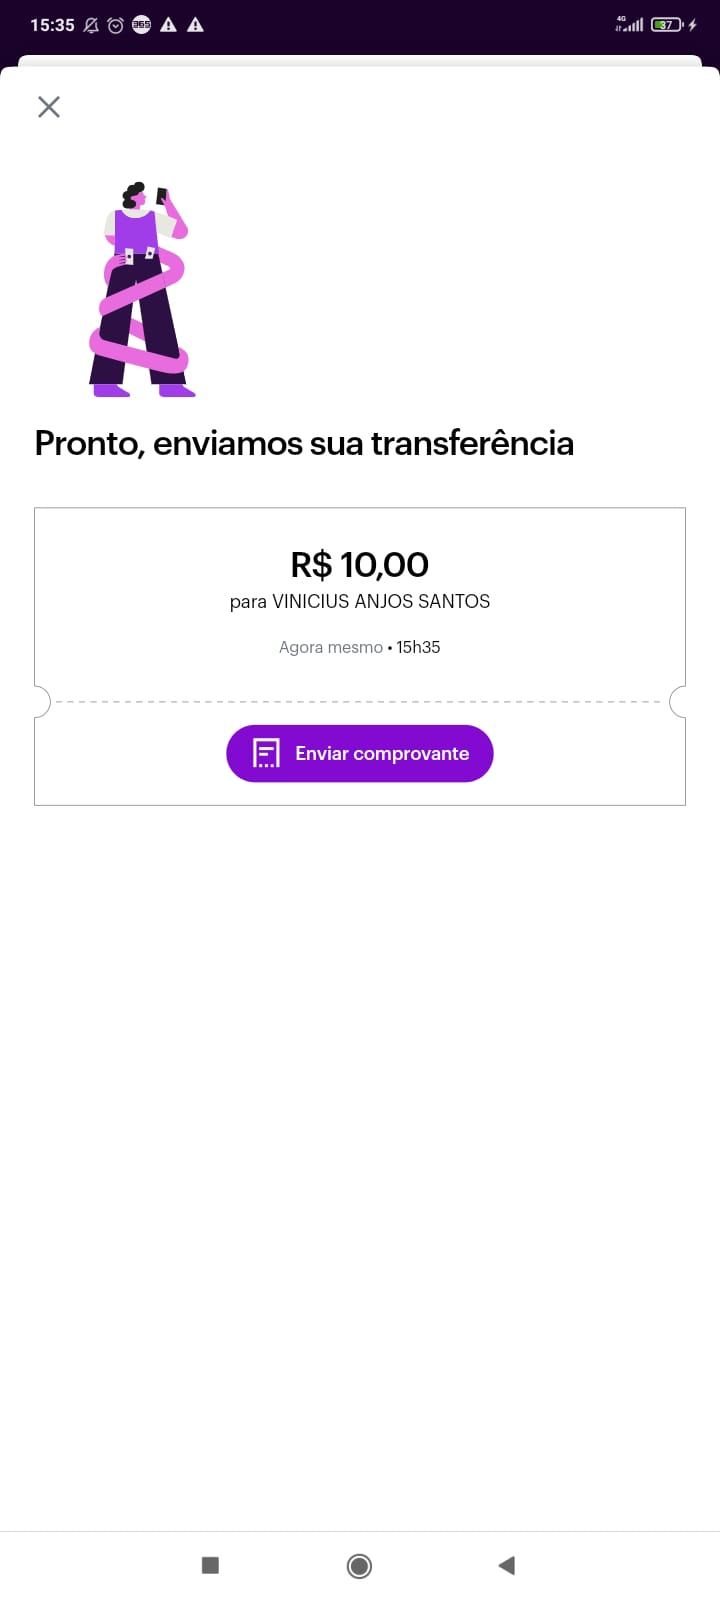 15:35 365 4G 37
Pronto, enviamos sua transferência
R$ 10,00
para VINICIUS ANJOS SANTOS
Agora mesmo • 15h35
Enviar comprovante